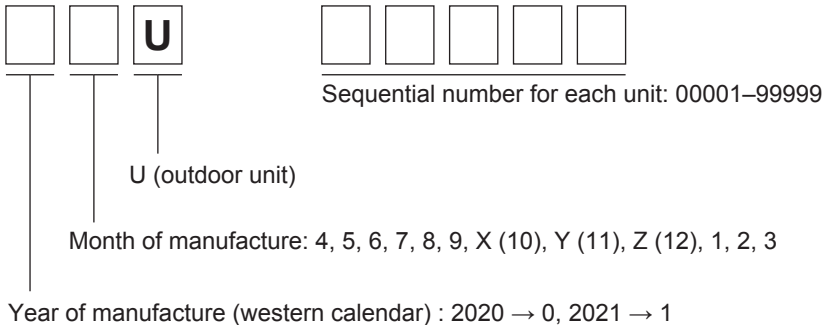 U
Sequential number for each unit: 00001–99999
U (outdoor unit)
Month of manufacture: 4, 5, 6, 7, 8, 9, X (10), Y (11), Z (12), 1, 2, 3
Year of manufacture (western calendar) : 2020 → 0, 2021 → 1